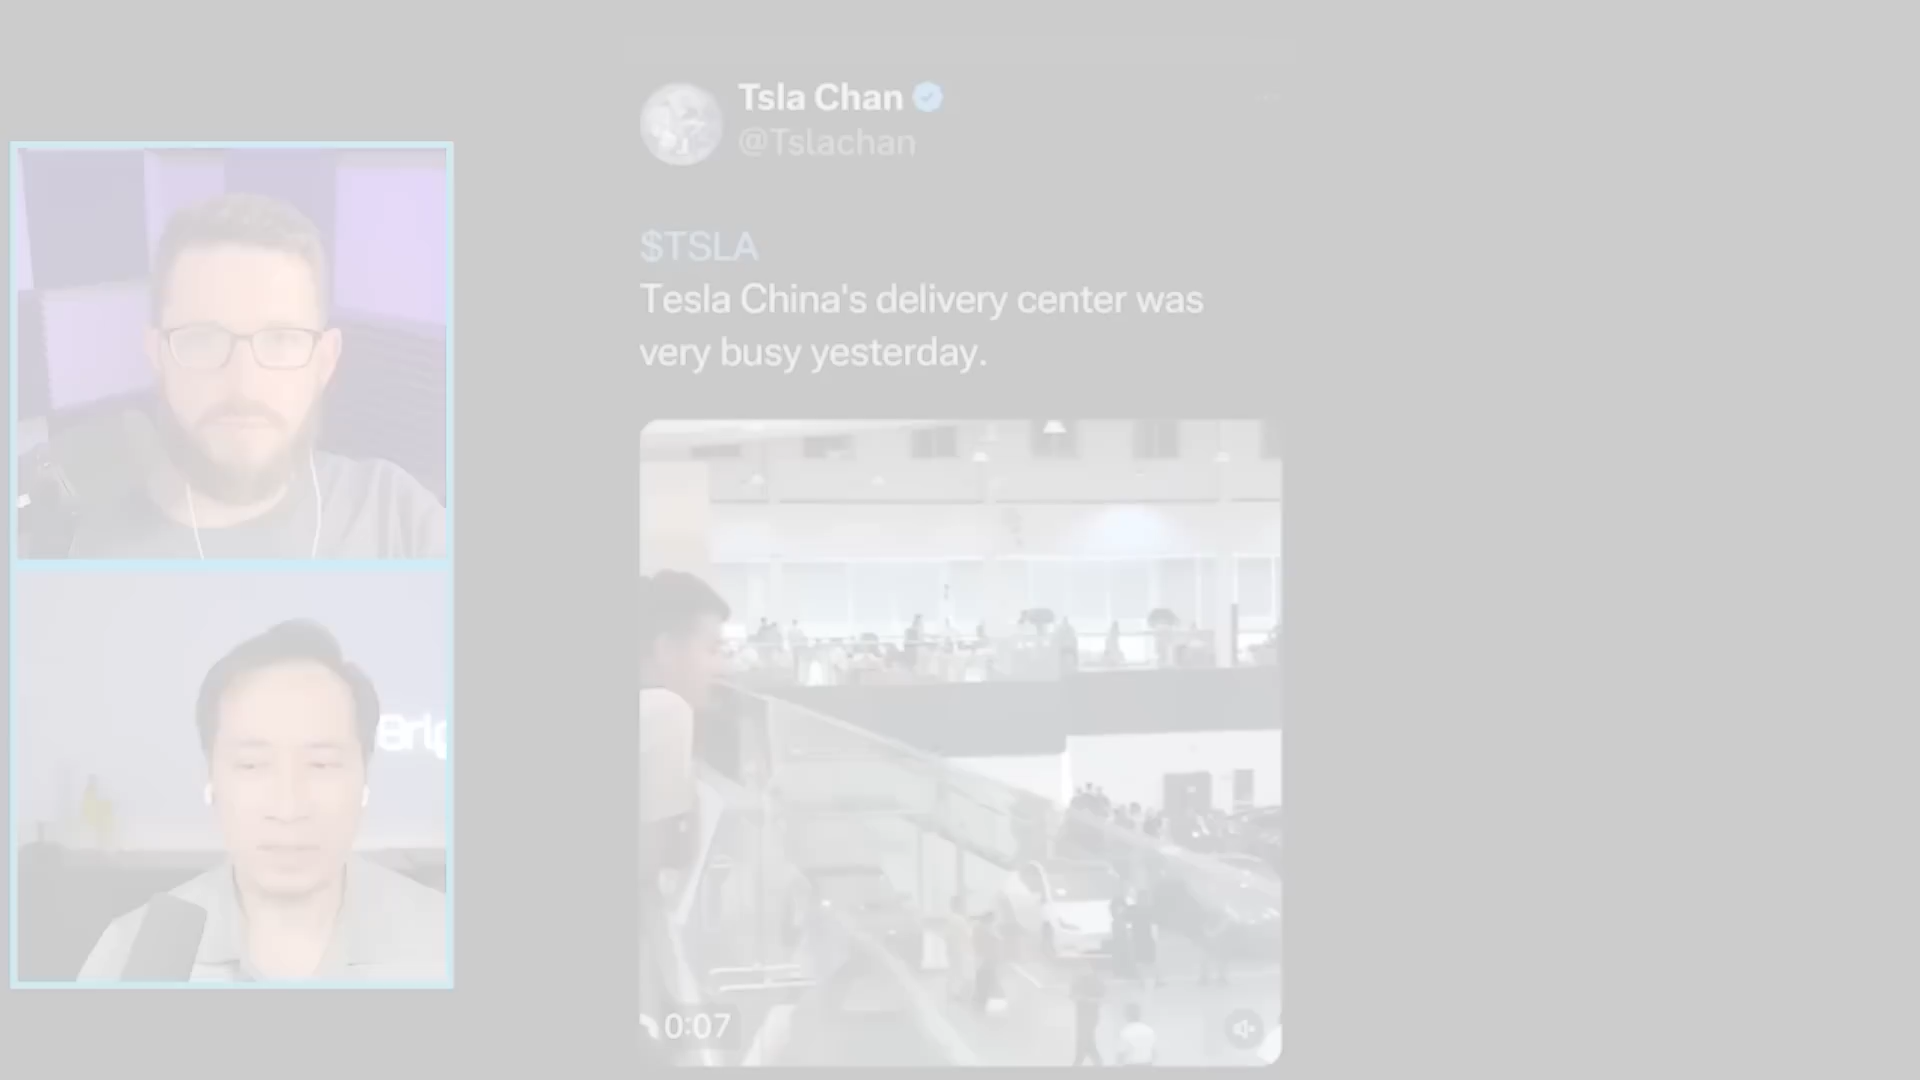 Tsla Chan
@Tslachan
$TSLA
Tesla China's delivery center was
very busy yesterday.
0:07